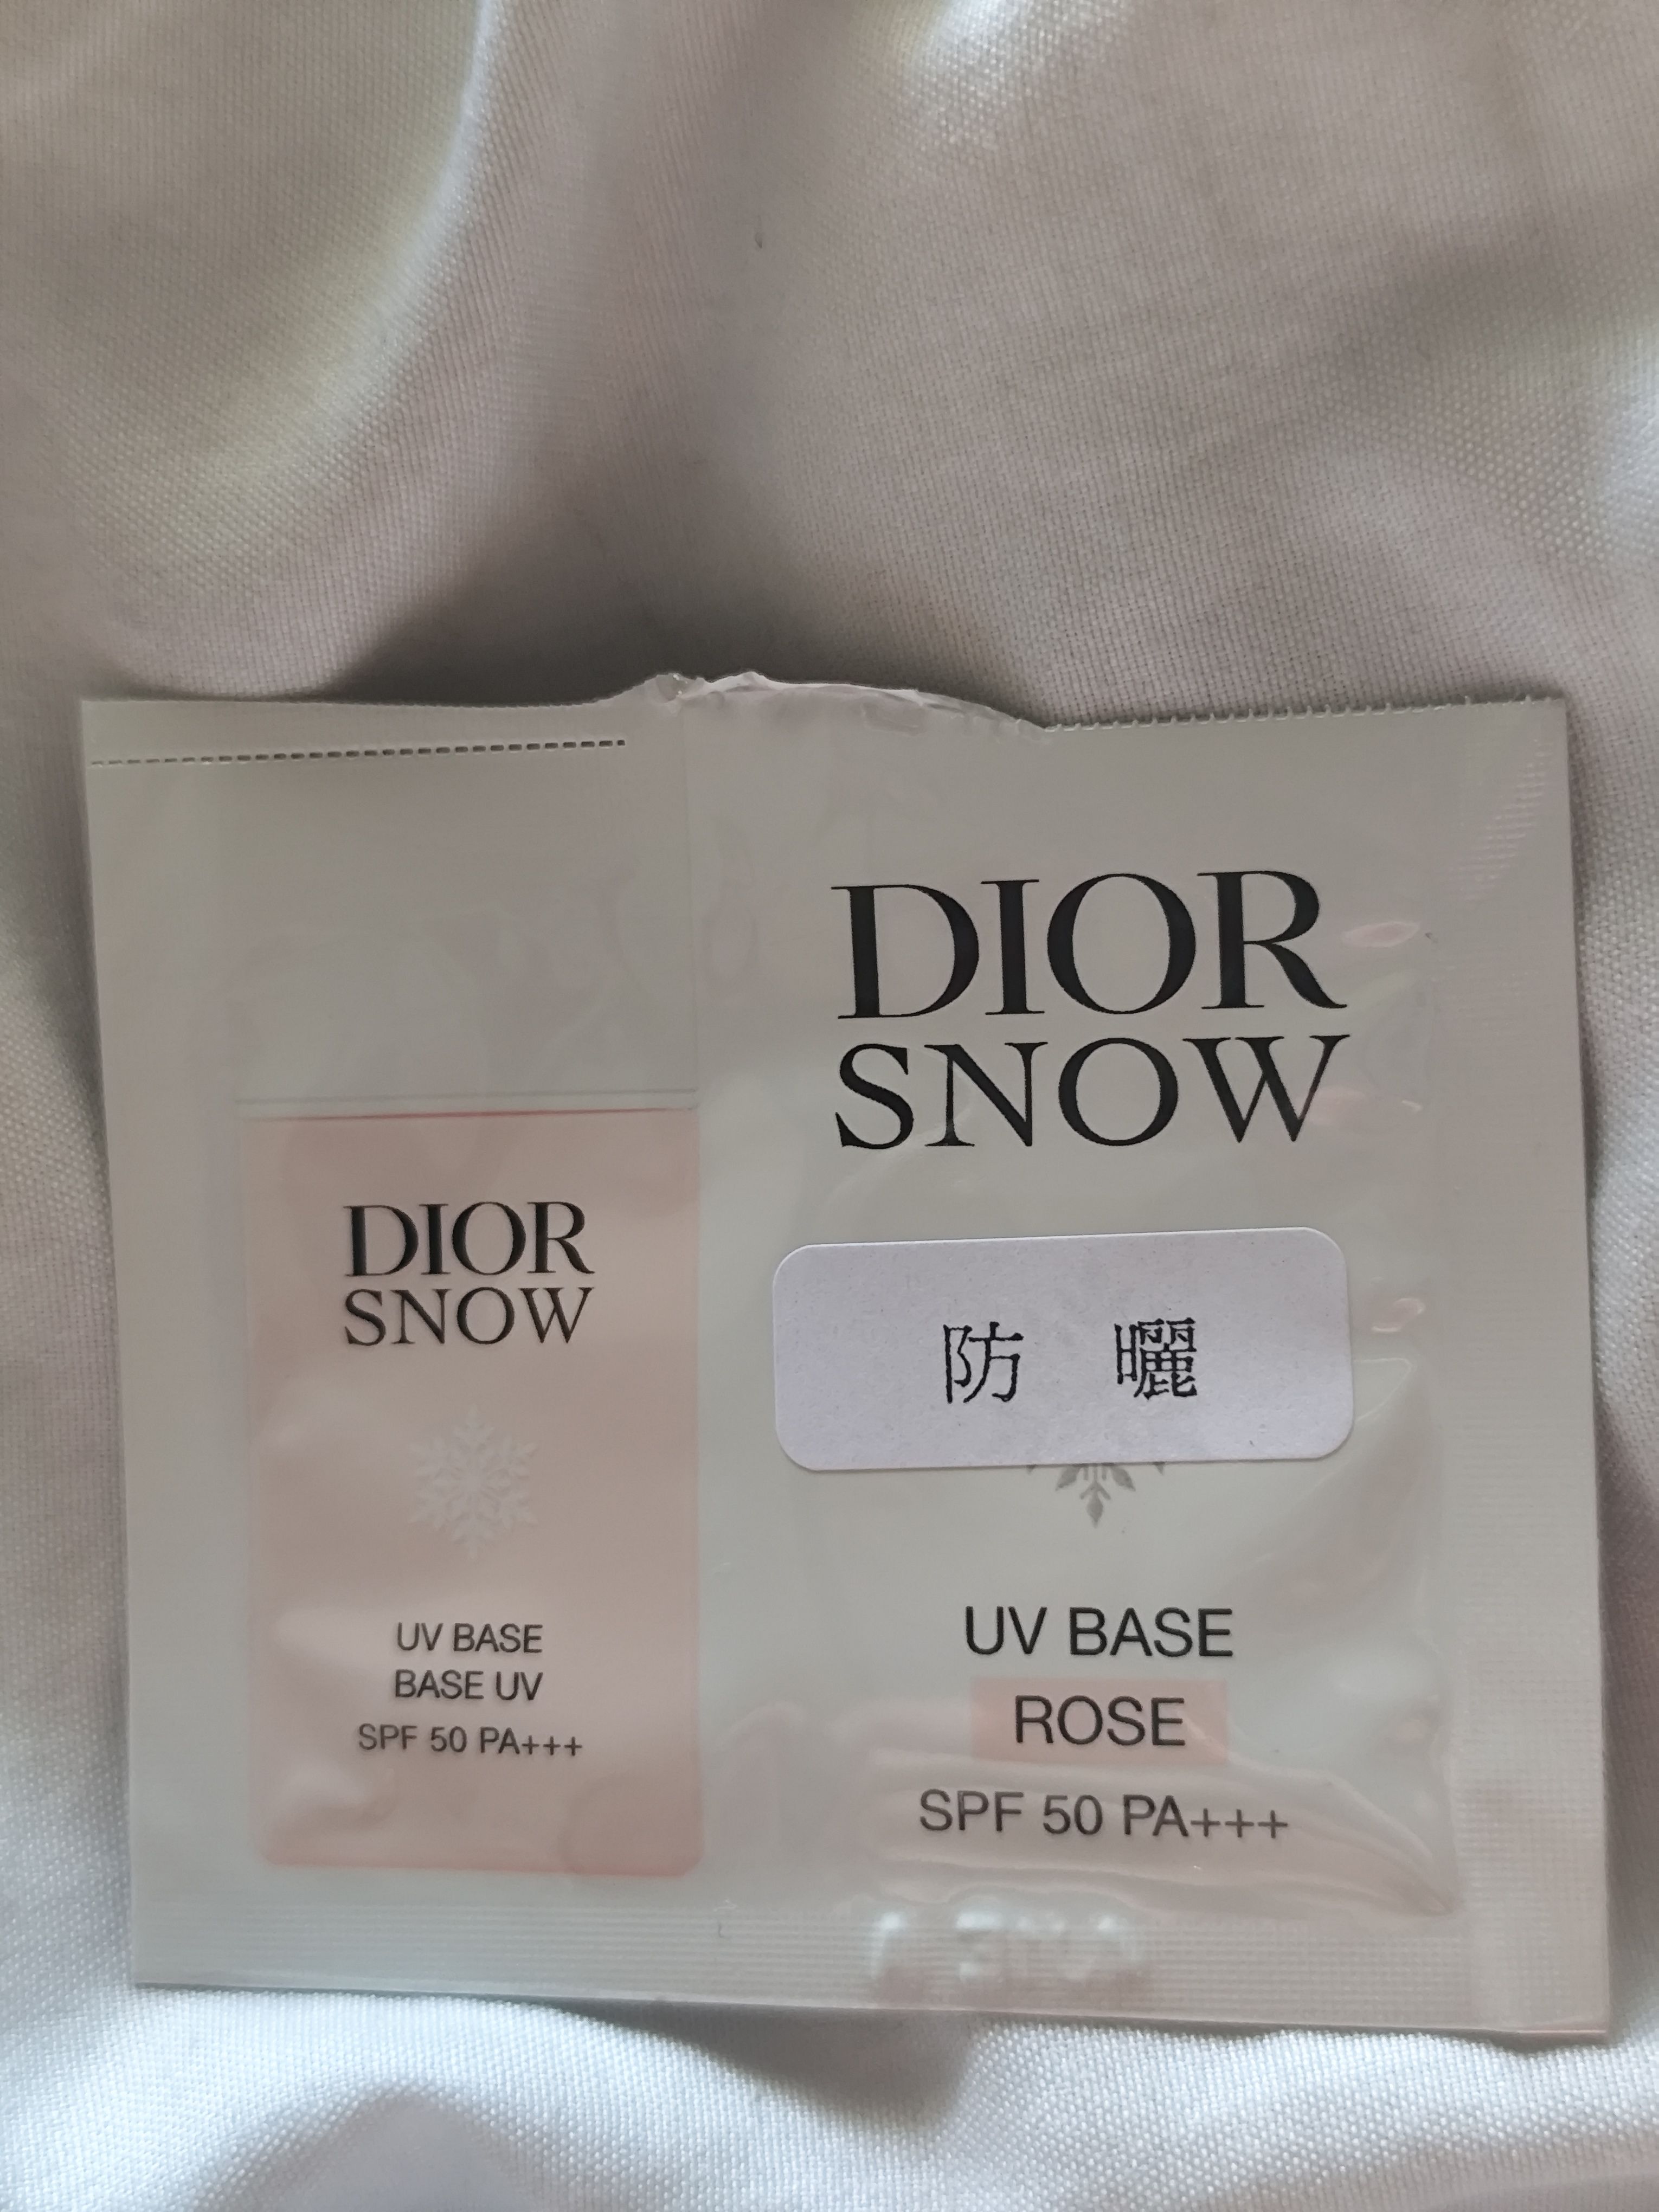 DIOR
SNOW
UV BASE
BASE UV
SPF 50 PA+++
DIOR
SNOW
防 曬
UV BASE
ROSE
SPF 50 PA+++